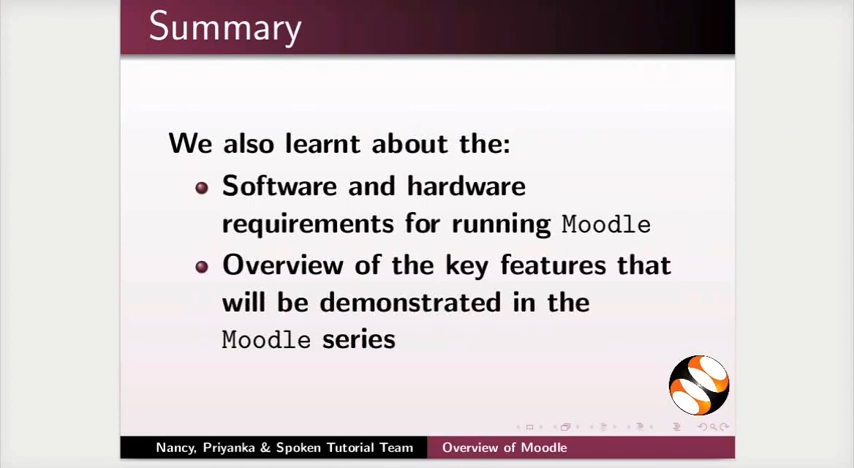 Summary
We also learnt about the:
Software and hardware
requirements for running Moodle
Overview of the key features that
will be demonstrated in the
Moodle series
Nancy, Priyanka & Spoken Tutorial Team
Overview of Moodle